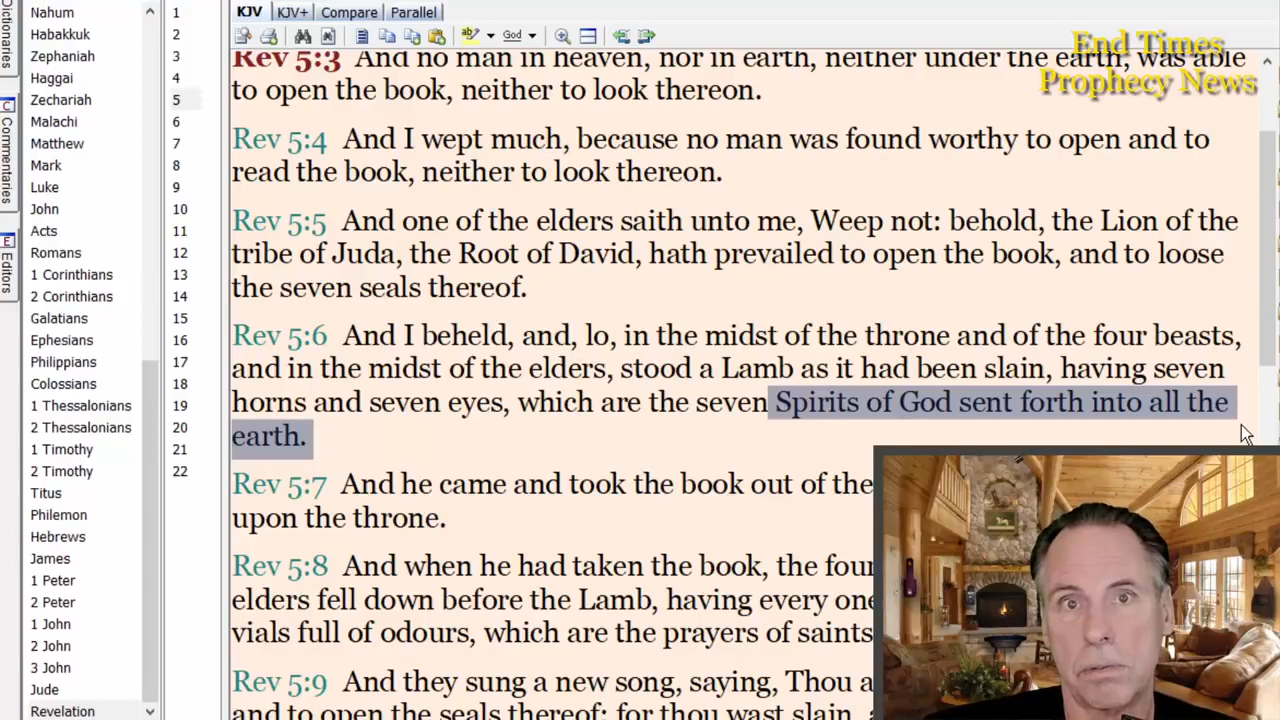 Dictionaries
Commentaries
Editors
Nahum
Habakkuk
Zephaniah
Haggai
Zechariah
Malachi
Matthew
Mark
Luke
John
Acts
Romans
1 Corinthians
2 Corinthians
Galatians
Ephesians
Philippians
Colossians
1 Thessalonians
2 Thessalonians
1 Timothy
2 Timothy
Titus
Philemon
Hebrews
James
1 Peter
2 Peter
1 John
2 John
3 John
Jude
Revelation
1
2
3
4
5
6
7
8
9
10
11
12
13
14
15
16
17
18
19
20
21
22
KJV KJV+ Compare Parallel
ab God
End Times
Prophecy News
Rev 5:3 And no man in heaven, nor in earth, neither under the earth, was able
to open the book, neither to look thereon.
Rev 5:4 And I wept much, because no man was found worthy to open and to
read the book, neither to look thereon.
Rev 5:5 And one of the elders saith unto me, Weep not: behold, the Lion of the
tribe of Juda, the Root of David, hath prevailed to open the book, and to loose
the seven seals thereof.
Rev 5:6 And I beheld, and, lo, in the midst of the throne and of the four beasts,
and in the midst of the elders, stood a Lamb as it had been slain, having seven
horns and seven eyes, which are the seven Spirits of God sent forth into all the
earth.
Rev 5:7 And he came and took the book out of the
upon the throne.
Rev 5:8 And when he had taken the book, the four
elders fell down before the Lamb, having every one
vials full of odours, which are the prayers of saints
Rev 5:9 And they sung a new song, saying, Thou a
and to open the seals thereof: for thou wast slain,